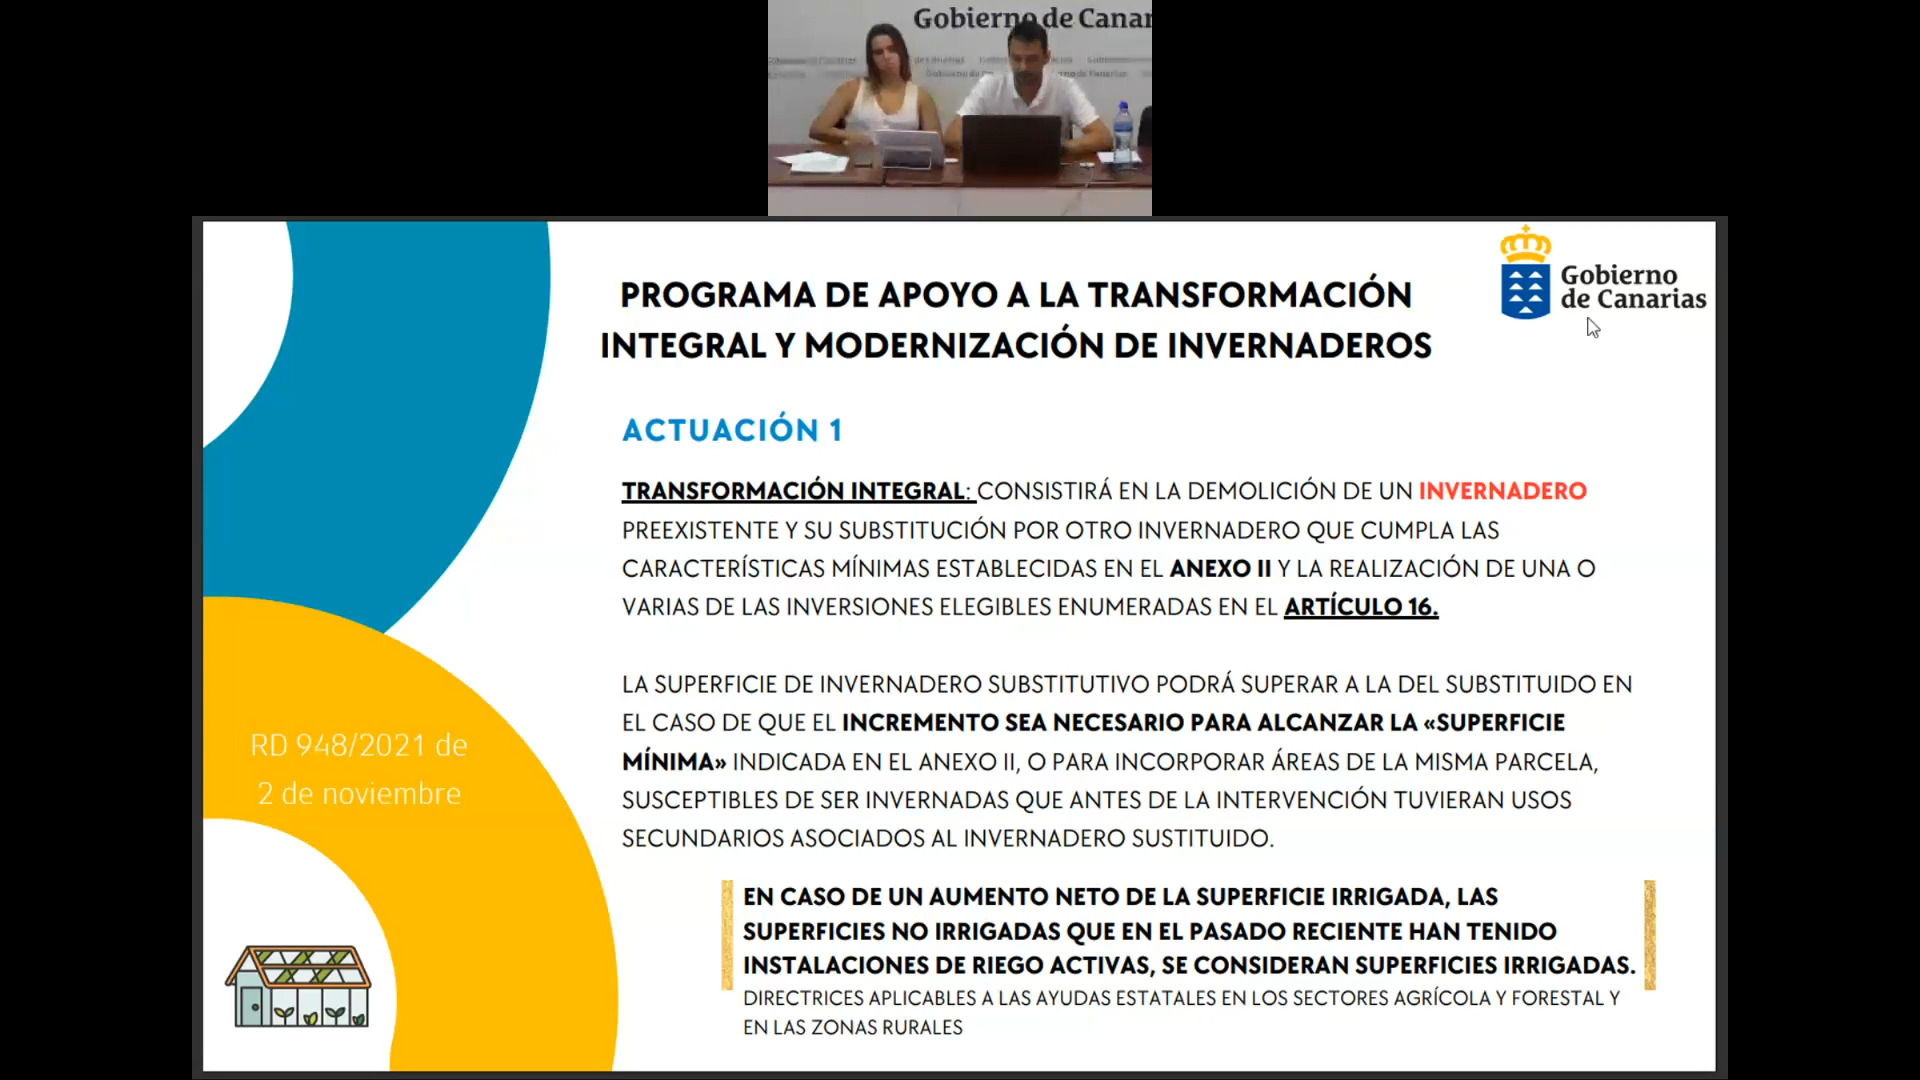 Gobierno de Canar
PROGRAMA DE APOYO A LA TRANSFORMACIÓN
INTEGRAL Y MODERNIZACIÓN DE INVERNADEROS
Gobierno
de Canarias
ACTUACIÓN 1
TRANSFORMACIÓN INTEGRAL: CONSISTIRÁ EN LA DEMOLICIÓN DE UN INVERNADERO
PREEXISTENTE Y SU SUBSTITUCIÓN POR OTRO INVERNADERO QUE CUMPLA LAS
CARACTERÍSTICAS MÍNIMAS ESTABLECIDAS EN EL ANEXO II Y LA REALIZACIÓN DE UNA O
VARIAS DE LAS INVERSIONES ELEGIBLES ENUMERADAS EN EL ARTÍCULO 16.
LA SUPERFICIE DE INVERNADERO SUBSTITUTIVO PODRÁ SUPERAR A LA DEL SUBSTITUIDO EN
EL CASO DE QUE EL INCREMENTO SEA NECESARIO PARA ALCANZAR LA «SUPERFICIE
MÍNIMA» INDICADA EN EL ANEXO II, O PARA INCORPORAR ÁREAS DE LA MISMA PARCELA,
SUSCEPTIBLES DE SER INVERNADAS QUE ANTES DE LA INTERVENCIÓN TUVIERAN USOS
SECUNDARIOS ASOCIADOS AL INVERNADERO SUSTITUIDO.
RD 948/2021 de
2 de noviembre
EN CASO DE UN AUMENTO NETO DE LA SUPERFICIE IRRIGADA, LAS
SUPERFICIES NO IRRIGADAS QUE EN EL PASADO RECIENTE HAN TENIDO
INSTALACIONES DE RIEGO ACTIVAS, SE CONSIDERAN SUPERFICIES IRRIGADAS.
DIRECTRICES APLICABLES A LAS AYUDAS ESTATALES EN LOS SECTORES AGRÍCOLA Y FORESTAL Y
EN LAS ZONAS RURALES